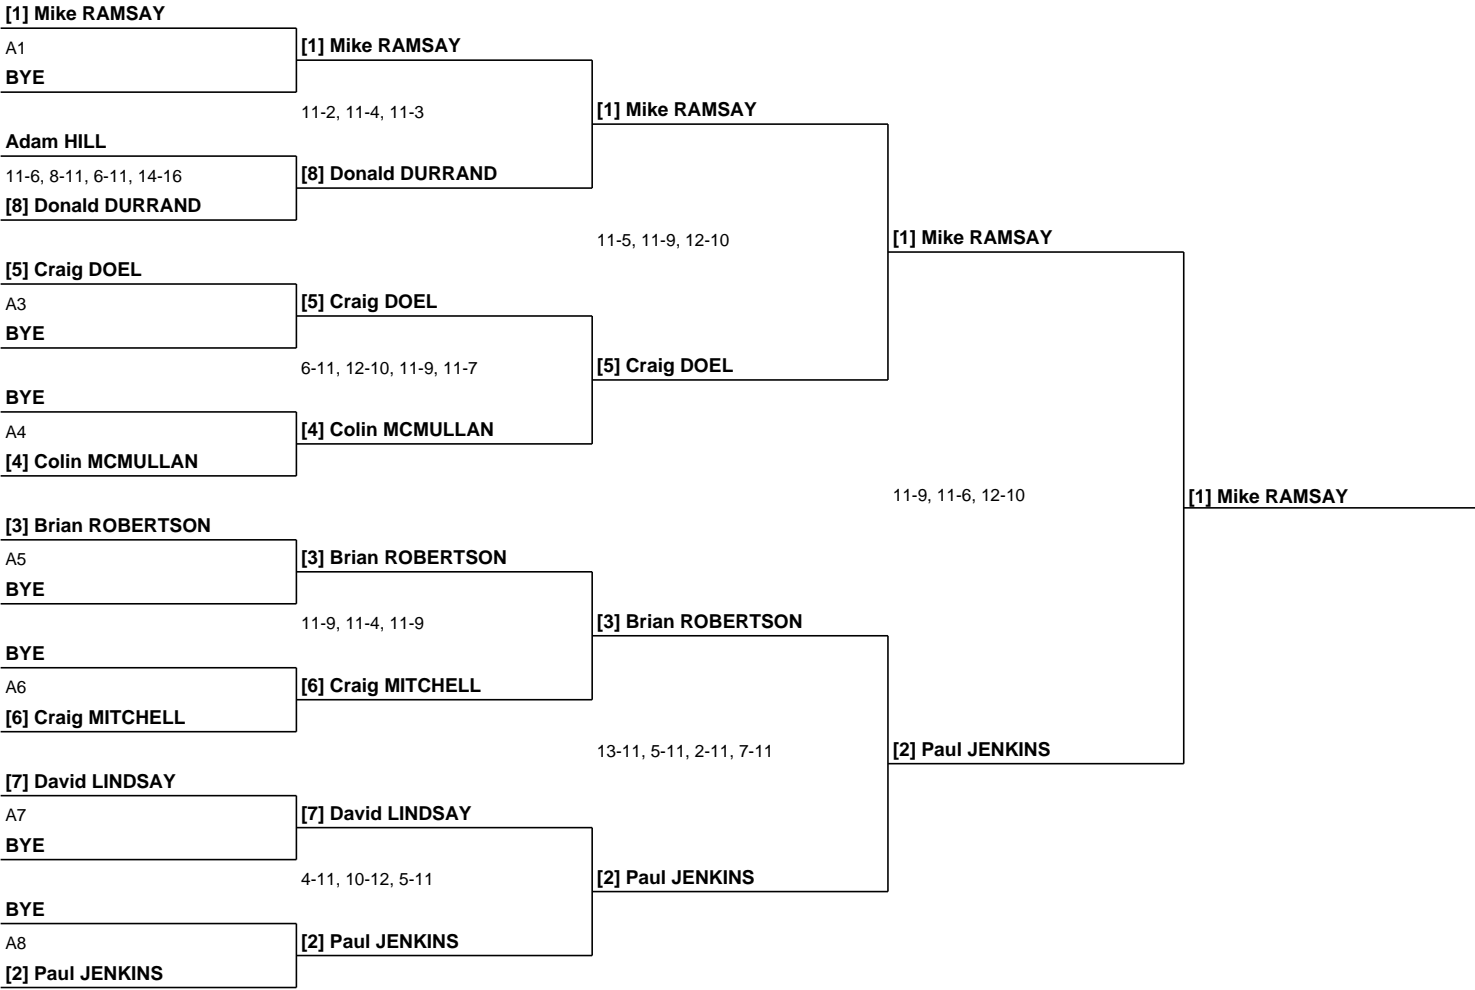 [1] Mike RAMSAY
A1
BYE
Adam HILL
11-6, 8-11, 6-11, 14-16
[8] Donald DURRAND
[5] Craig DOEL
A3
BYE
BYE
A4
[4] Colin MCMULLAN
[3] Brian ROBERTSON
A5
BYE
BYE
A6
[6] Craig MITCHELL
[7] David LINDSAY
A7
BYE
BYE
A8
[2] Paul JENKINS
[1] Mike RAMSAY
11-2, 11-4, 11-3
[8] Donald DURRAND
[5] Craig DOEL
6-11, 12-10, 11-9, 11-7
[4] Colin MCMULLAN
[3] Brian ROBERTSON
11-9, 11-4, 11-9
[6] Craig MITCHELL
[7] David LINDSAY
4-11, 10-12, 5-11
[2] Paul JENKINS
[1] Mike RAMSAY
11-5, 11-9, 12-10
[5] Craig DOEL
[3] Brian ROBERTSON
13-11, 5-11, 2-11, 7-11
[2] Paul JENKINS
[1] Mike RAMSAY
11-9, 11-6, 12-10
[2] Paul JENKINS
[1] Mike RAMSAY